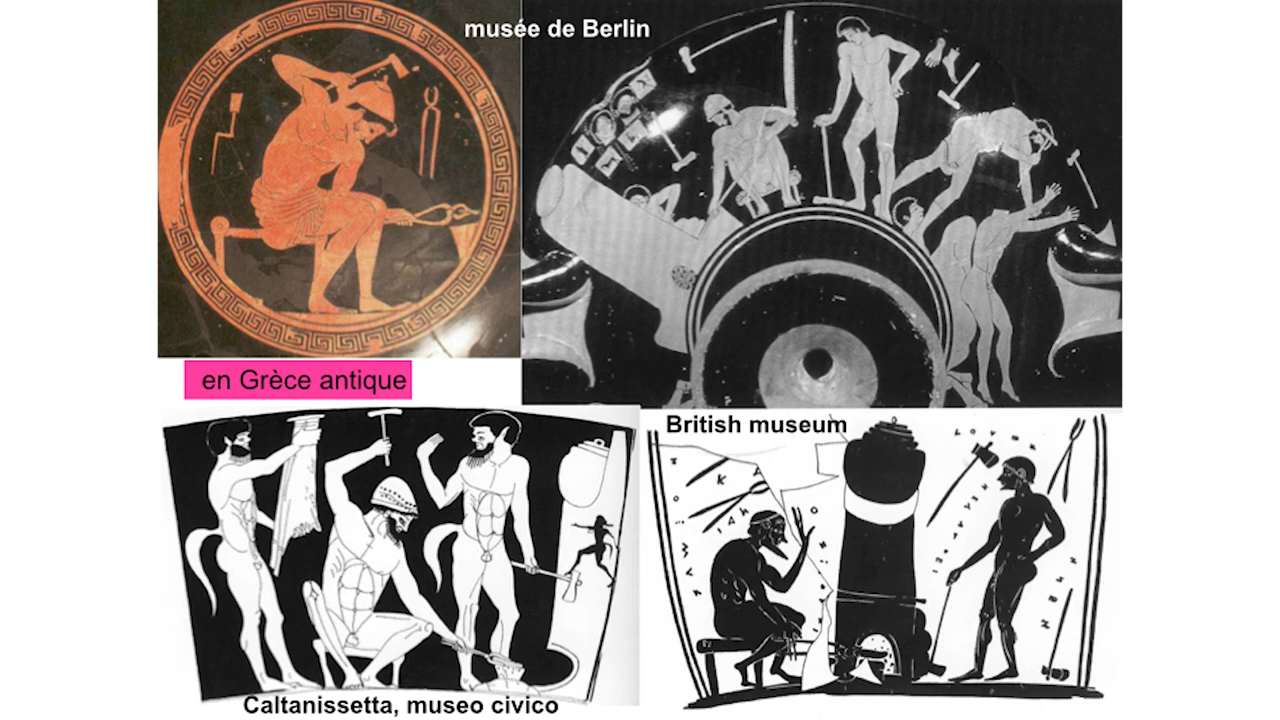 musée de Berlin
en Grèce antique
British museum
Caltanissetta, museo civico